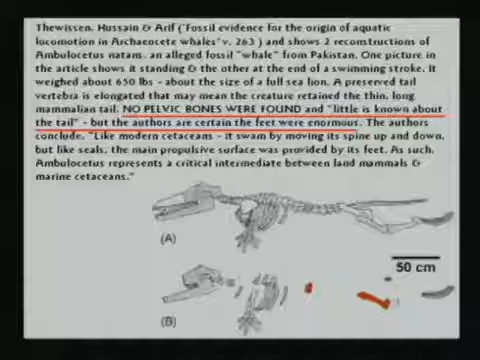 Thewissen, Hussain & Arif ("Fossil evidence for the origin of aquatic
locomotion in Archaeocete whales" v. 263 ) and shows 2 reconstructions of
Ambulocetus natans, an alleged fossil "whale" from Pakistan. One picture
in the article shows it standing & the other at the end of a swimming stroke. It
weighed about 650 lbs - about the size of a full sea lion. A preserved tail
vertebra is elongated that may mean the creature retained the thin, long
mammalian tail. NO PELVIC BONES WERE FOUND and "little is known about
the tail" - but the authors are certain the feet were enormous. The authors
conclude, "Like modern cetaceans - it swam by moving its spine up and down,
but like seals, the main propulsive surface was provided by its feet. As such,
Ambulocetus represents a critical intermediate between land mammals &
marine cetaceans."
(A)
50 cm
(B)